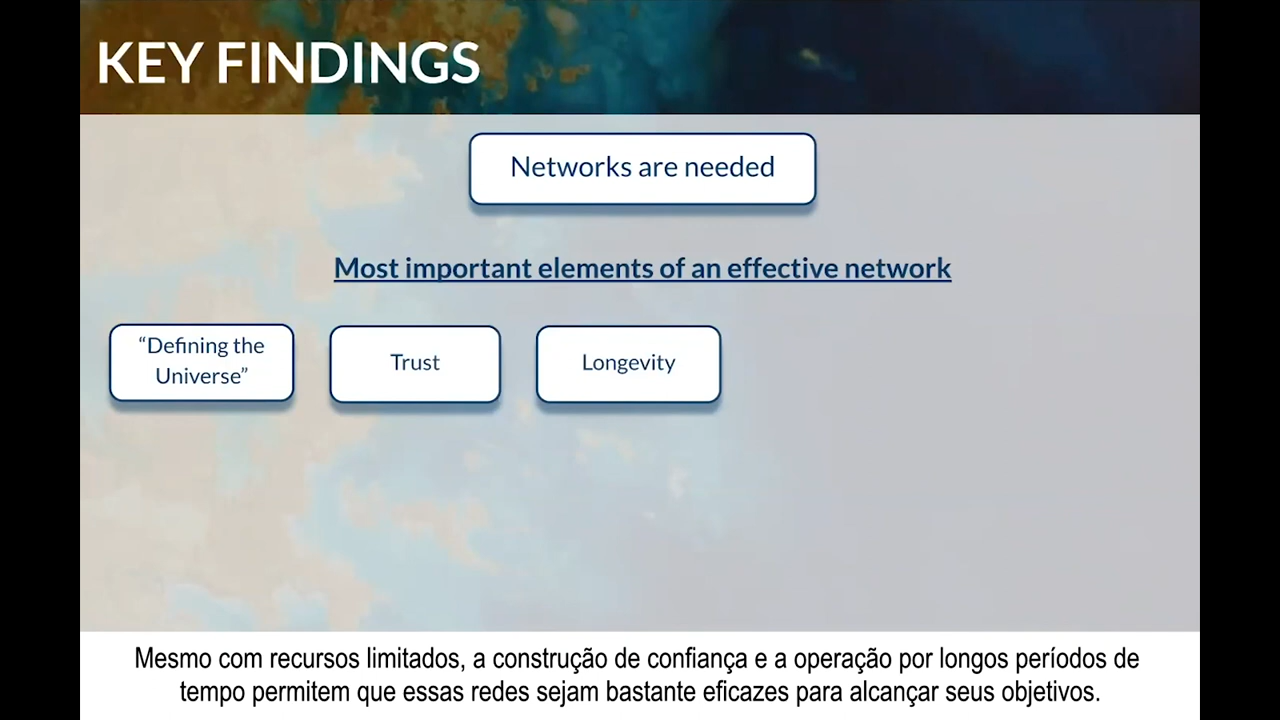 KEY FINDINGS
Networks are needed
Most important elements of an effective network
“Defining the
Universe”
Trust
Longevity
Mesmo com recursos limitados, a construção de confiança e a operação por longos períodos de
tempo permitem que essas redes sejam bastante eficazes para alcançar seus objetivos.